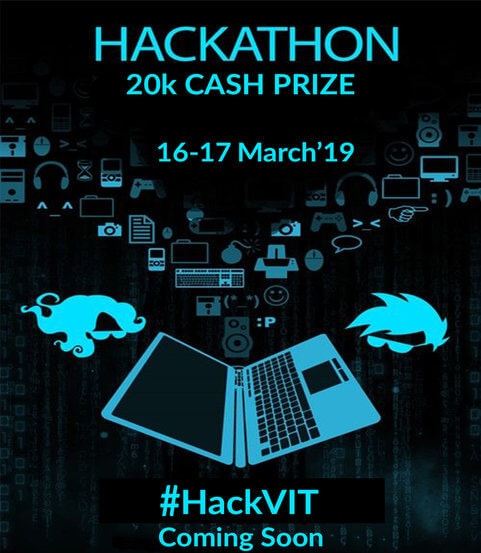 HACKATHON
20k CASH PRIZE
16-17 March’19
>_<
^_^
>_<
;)
^_^
:P
#HackVIT
Coming Soon